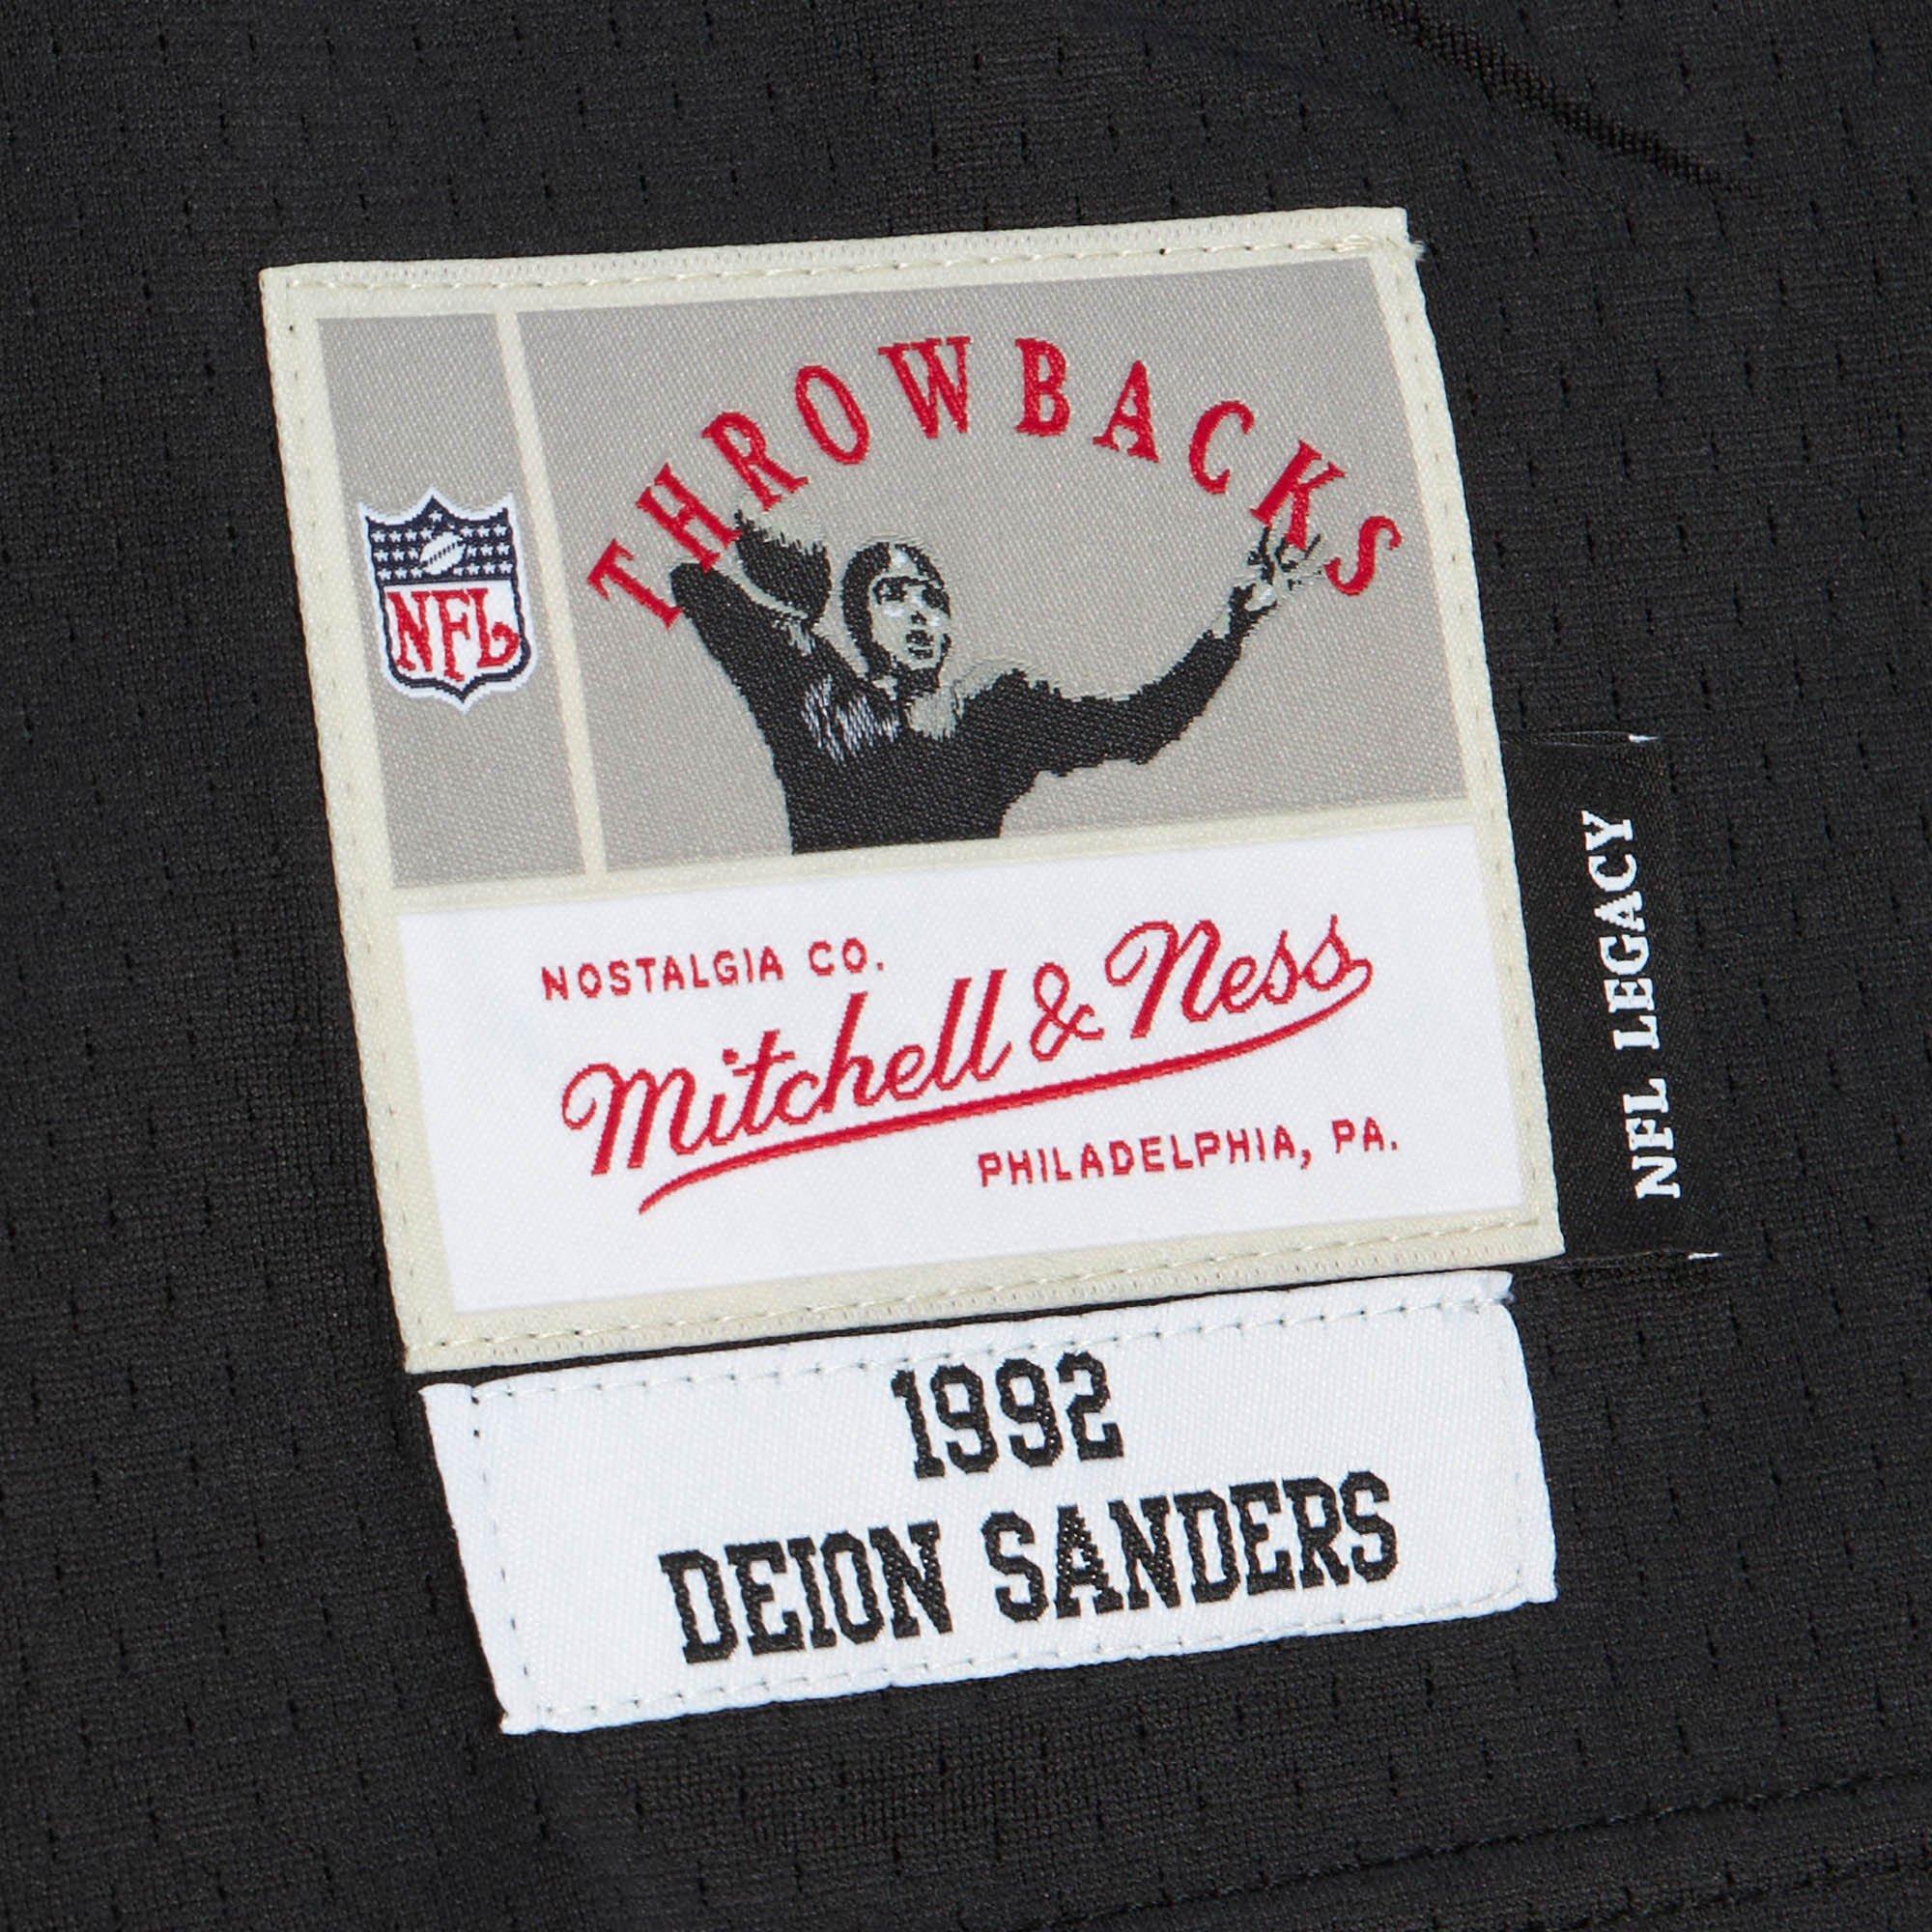 THROWBACKS
NFL
NOSTALGIA CO.
Mitchell & Ness
PHILADELPHIA, PA.
NFL LEGACY
1992
DEION SANDERS